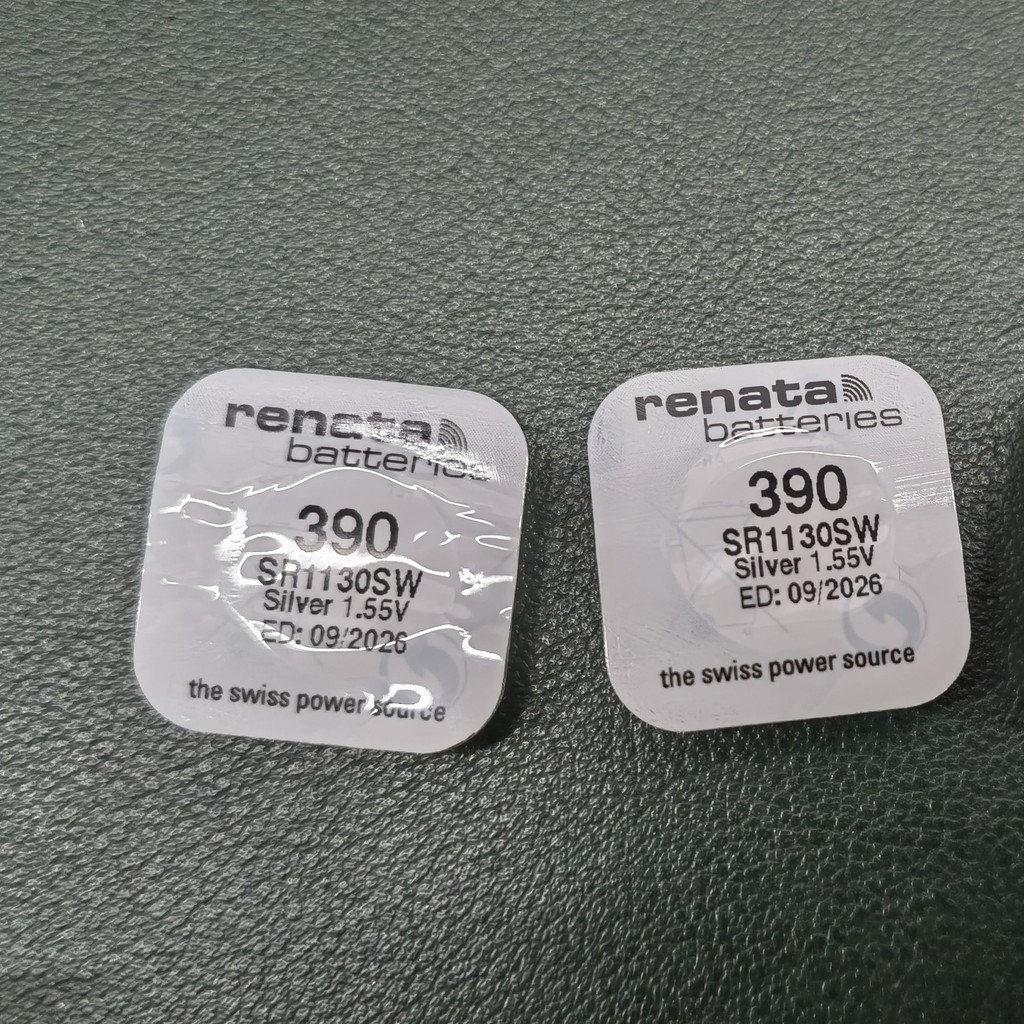 renata
batteries
390
SR1130SW
Silver 1.55V
ED: 09/2026
the swiss power source
renata
batteries
390
SR1130SW
Silver 1.55V
ED: 09/2026
the swiss power source